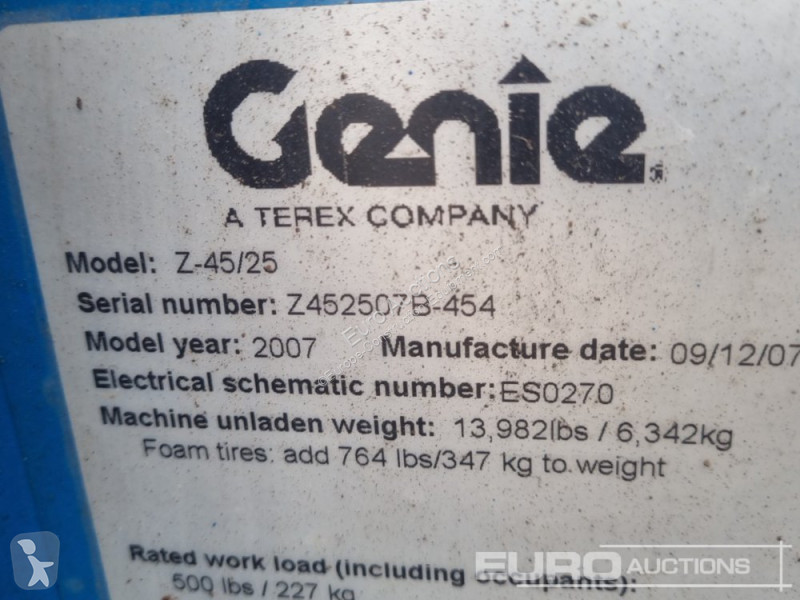 Genie
A TEREX COMPANY
Model: Z-45/25
Serial number: Z452507B-454
Model year: 2007 Manufacture date: 09/12/07
Electrical schematic number:ES0270
Machine unladen weight: 13,982lbs / 6,342kg
Foam tires: add 764 lbs/347 kg to weight
Rated work load (including occupants):
500 lbs / 227 kg
EURO AUCTIONS